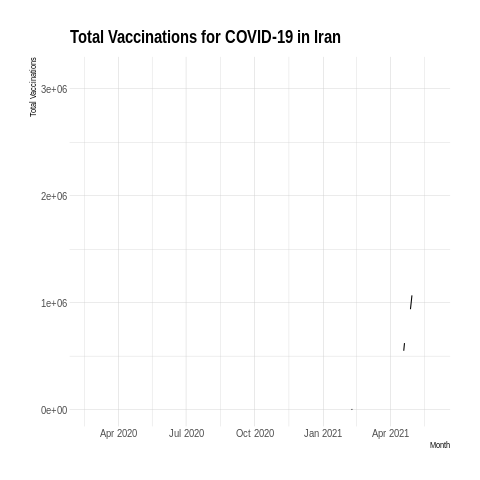 Total Vaccinations for COVID-19 in Iran
Total Vaccinations
3e+06
2e+06
1e+06
0e+00
Apr 2020 Jul 2020 Oct 2020 Jan 2021 Apr 2021
Month